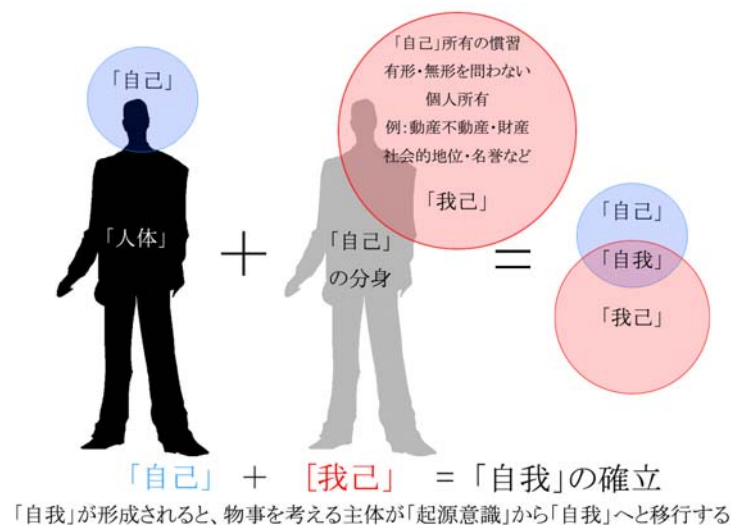 「自己」
「人体」
+
「自己」所有の慣習
有形・無形を問わない
個人所有
例:動産不動産・財産
社会的地位・名誉など
「我己」
「自己」
の分身
=
「自己」
「自我」
「我己」
「自己」 + [我己」 =「自我」の確立
「自我」が形成されると、物事を考える主体が「起源意識」から「自我」へと移行する